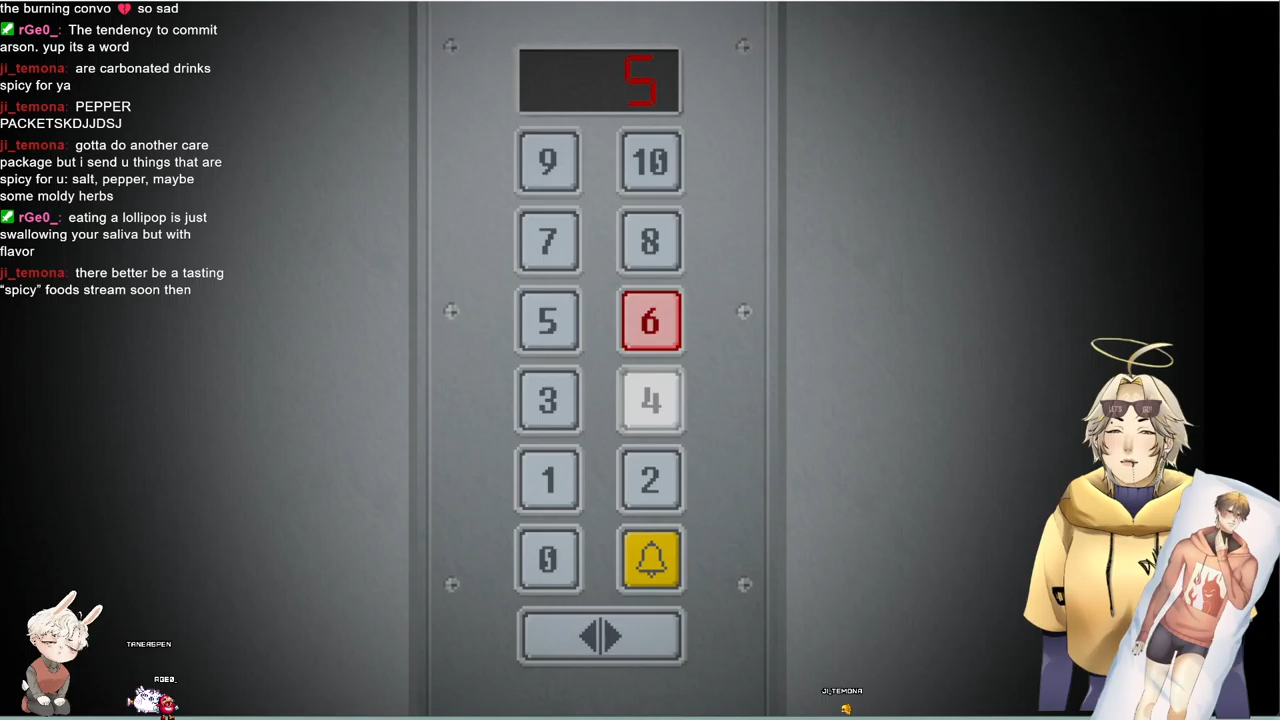 the burning convo 💔 so sad
rGe0_: The tendency to commit
arson. yup its a word
ji_temona: are carbonated drinks
spicy for ya
ji_temona: PEPPER
PACKETSKDJJDSJ
ji_temona: gotta do another care
package but i send u things that are
spicy for u: salt, pepper, maybe
some moldy herbs
rGe0_: eating a lollipop is just
swallowing your saliva but with
flavor
ji_temona: there better be a tasting
“spicy” foods stream soon then
5
9 10
7 8
5 6
3 4
1 2
0
LET'S GO!!
RGE0_
JI_TEMONA